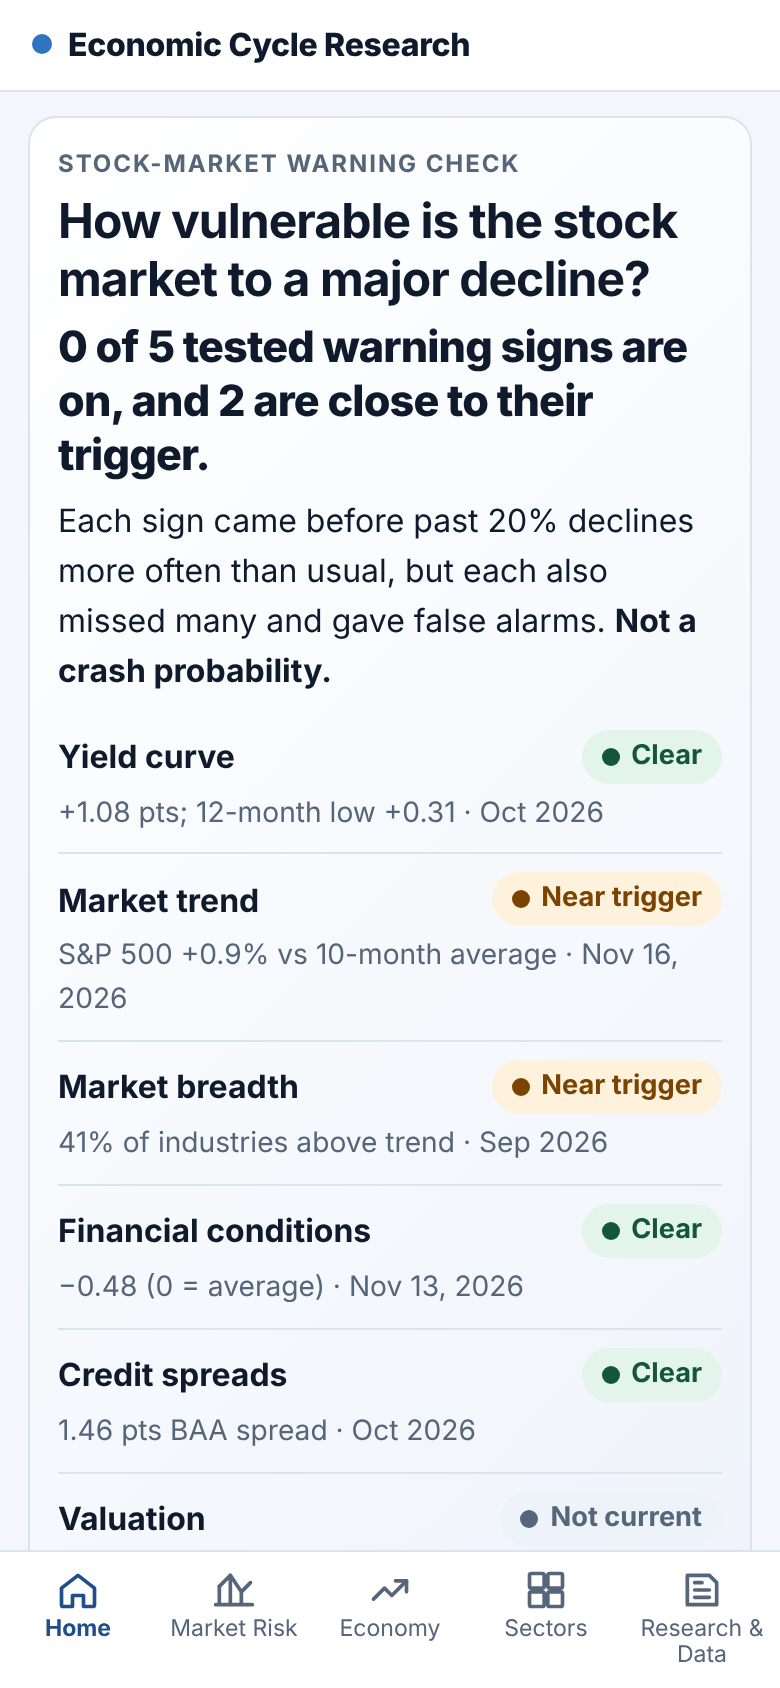 Economic Cycle Research
STOCK-MARKET WARNING CHECK
How vulnerable is the stock
market to a major decline?
0 of 5 tested warning signs are
on, and 2 are close to their
trigger.
Each sign came before past 20% declines
more often than usual, but each also
missed many and gave false alarms. Not a
crash probability.
Yield curve
Clear
+1.08 pts; 12-month low +0.31 · Oct 2026
Market trend
Near trigger
S&P 500 +0.9% vs 10-month average · Nov 16,
2026
Market breadth
Near trigger
41% of industries above trend · Sep 2026
Financial conditions
Clear
−0.48 (0 = average) · Nov 13, 2026
Credit spreads
Clear
1.46 pts BAA spread · Oct 2026
Valuation
Not current
Home
Market Risk
Economy
Sectors
Research &
Data